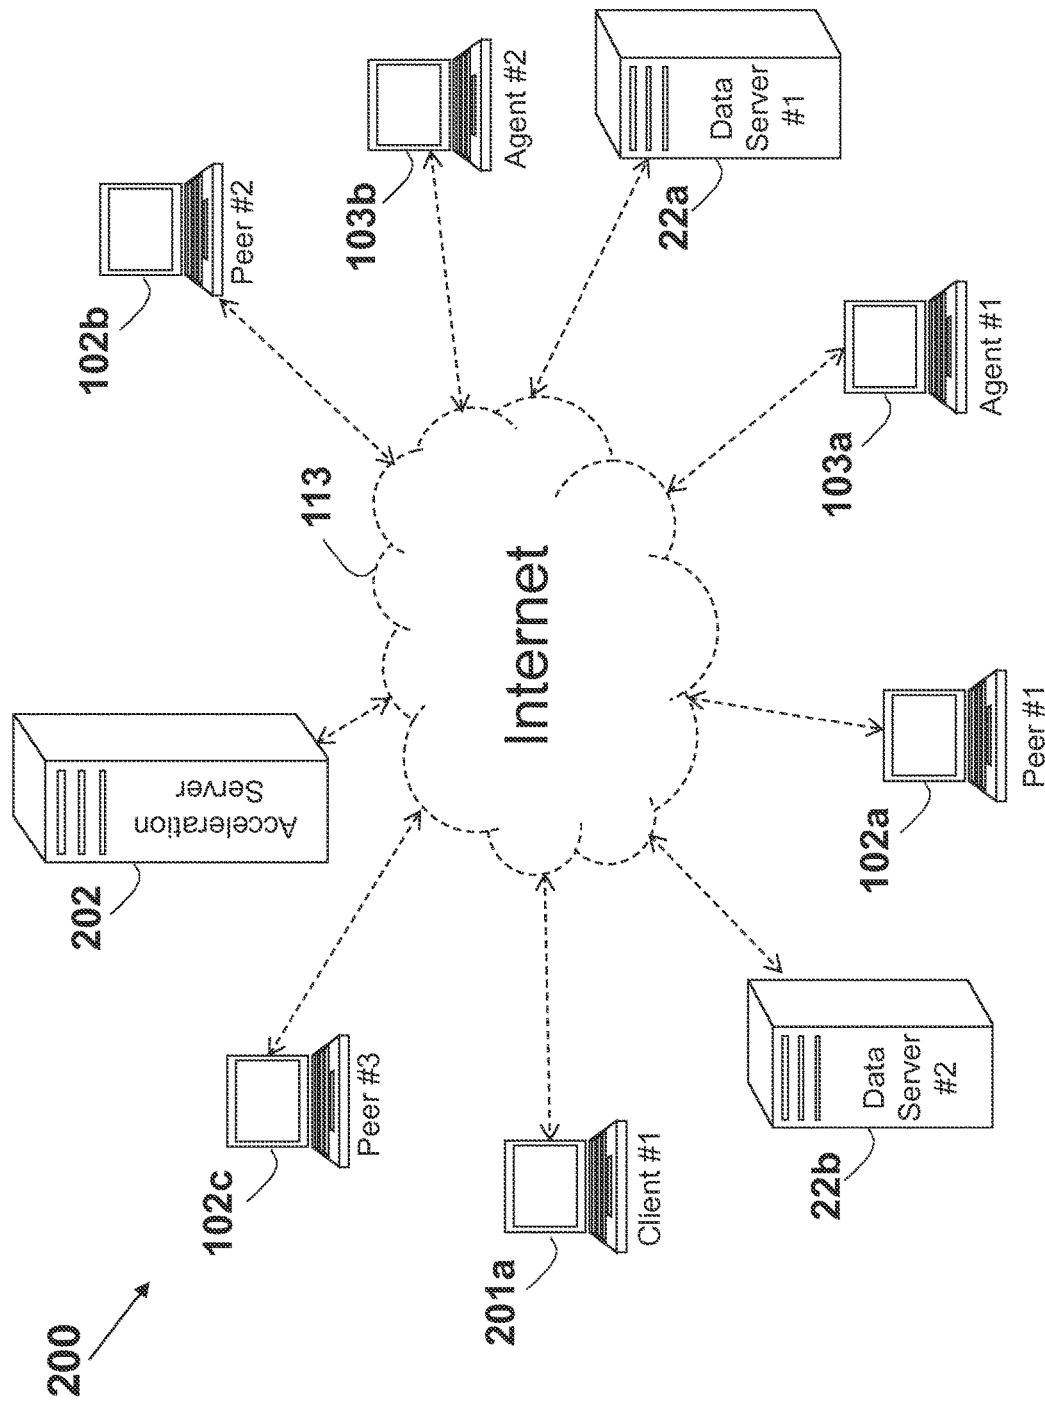 200
202
Acceleration
Server
102c
Peer #3
201a
Client #1
22b
Data
Server
#2
102a
Peer #1
113
Internet
103a
Agent #1
102b
Peer #2
103b
Agent #2
22a
Data
Server
#1